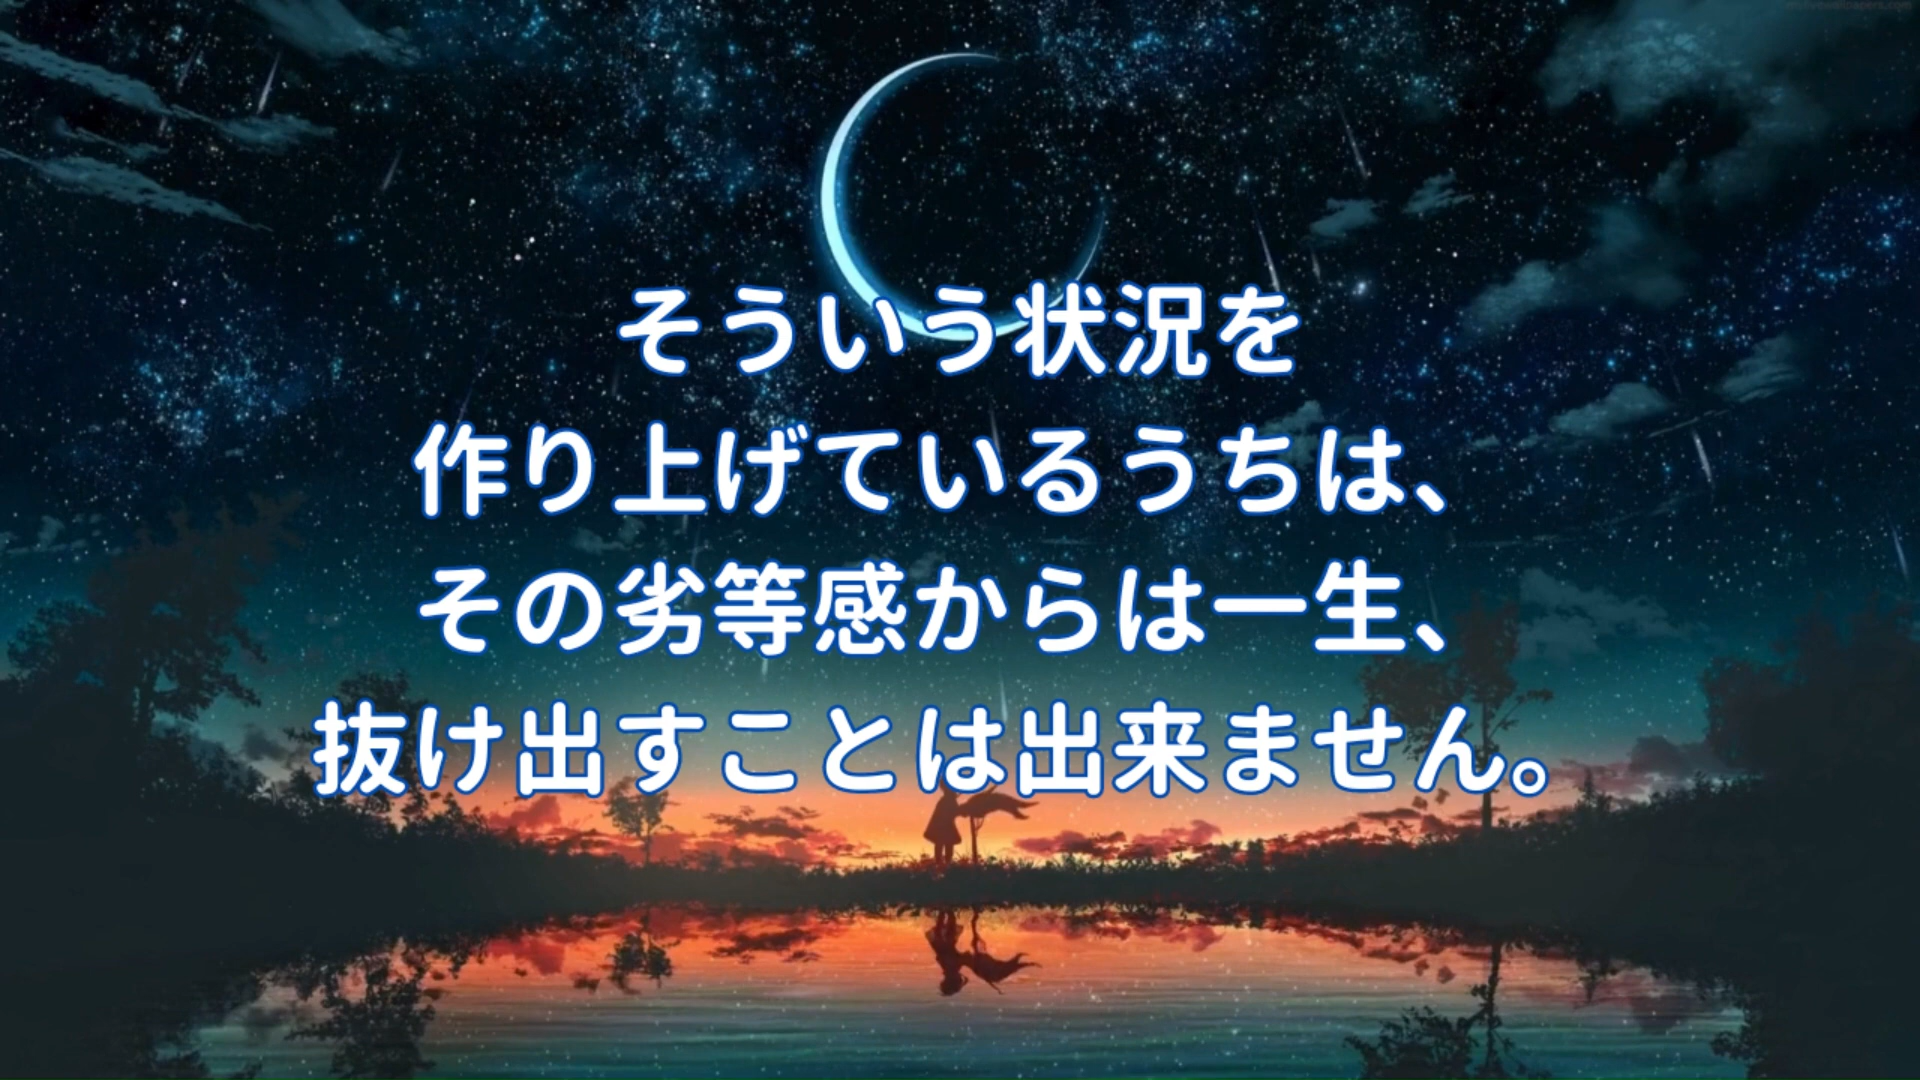 そういう状況を
作り上げているうちは、
その劣等感からは一生、
抜け出すことは出来ません。